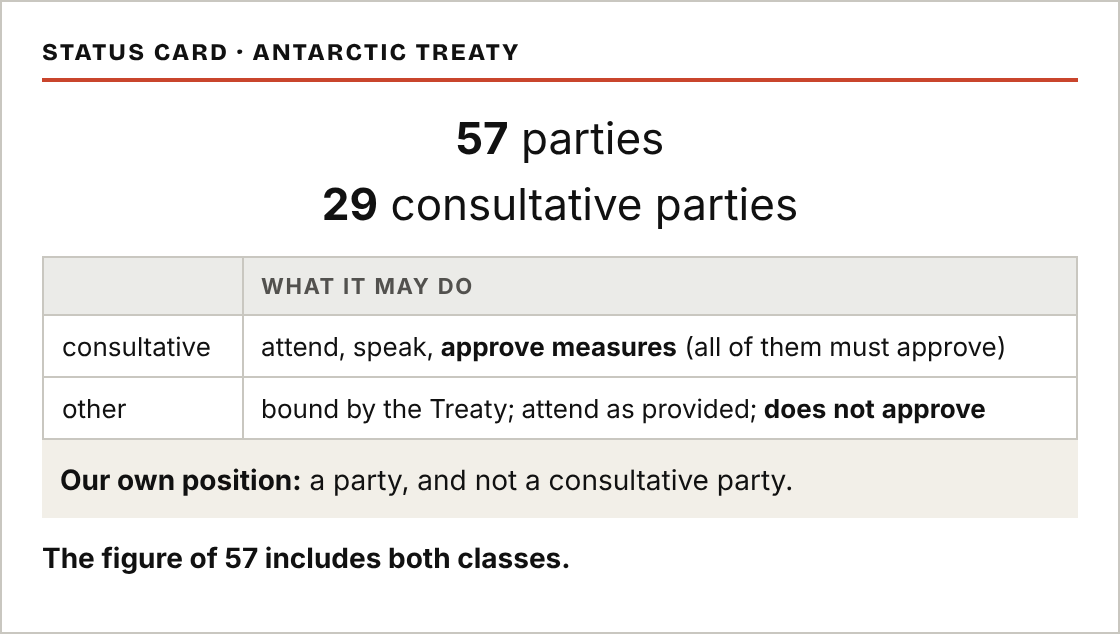 STATUS CARD · ANTARCTIC TREATY
57 parties
29 consultative parties
WHAT IT MAY DO
consultative attend, speak, approve measures (all of them must approve)
other bound by the Treaty; attend as provided; does not approve
Our own position: a party, and not a consultative party.
The figure of 57 includes both classes.